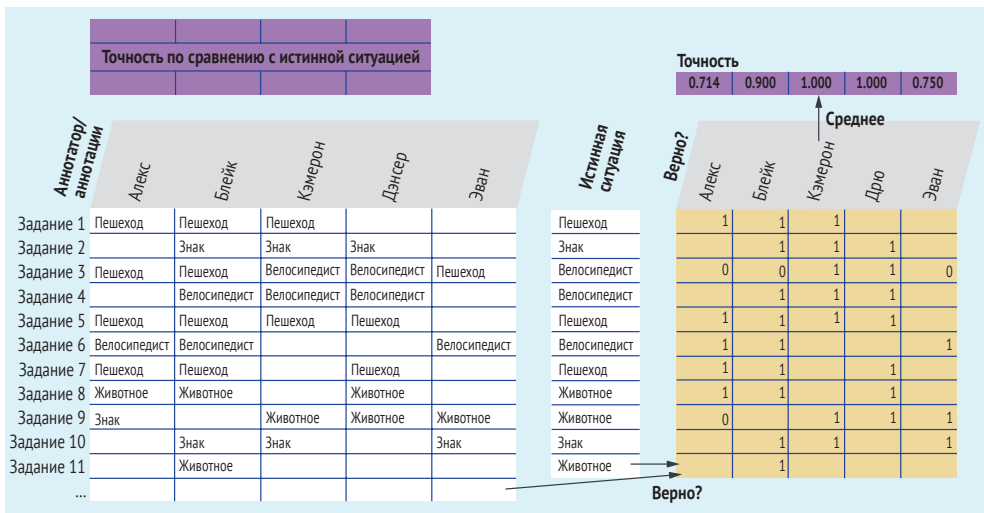 Точность по сравнению с истинной ситуацией
Точность
0.714 0.900 1.000 1.000 0.750
Среднее
Аннотатор/
аннотации
Алекс Блейк Кэмерон Дэнсер Эван
Истинная
ситуация
Верно?
Алекс Блейк Кэмерон Дрю Эван
Задание 1 Пешеход Пешеход Пешеход Пешеход 1 1 1
Задание 2 Знак Знак Знак Знак 1 1 1
Задание 3 Пешеход Пешеход Велосипедист Велосипедист Пешеход Велосипедист 0 0 1 1 0
Задание 4 Велосипедист Велосипедист Велосипедист Велосипедист 1 1 1
Задание 5 Пешеход Пешеход Пешеход Пешеход Пешеход 1 1 1 1
Задание 6 Велосипедист Велосипедист Велосипедист Велосипедист 1 1 1
Задание 7 Пешеход Пешеход Пешеход Пешеход 1 1 1
Задание 8 Животное Животное Животное Животное 1 1 1
Задание 9 Знак Животное Животное Животное Животное 0 1 1 1
Задание 10 Знак Знак Знак Знак 1 1 1
Задание 11 Животное Животное 1
...
Верно?